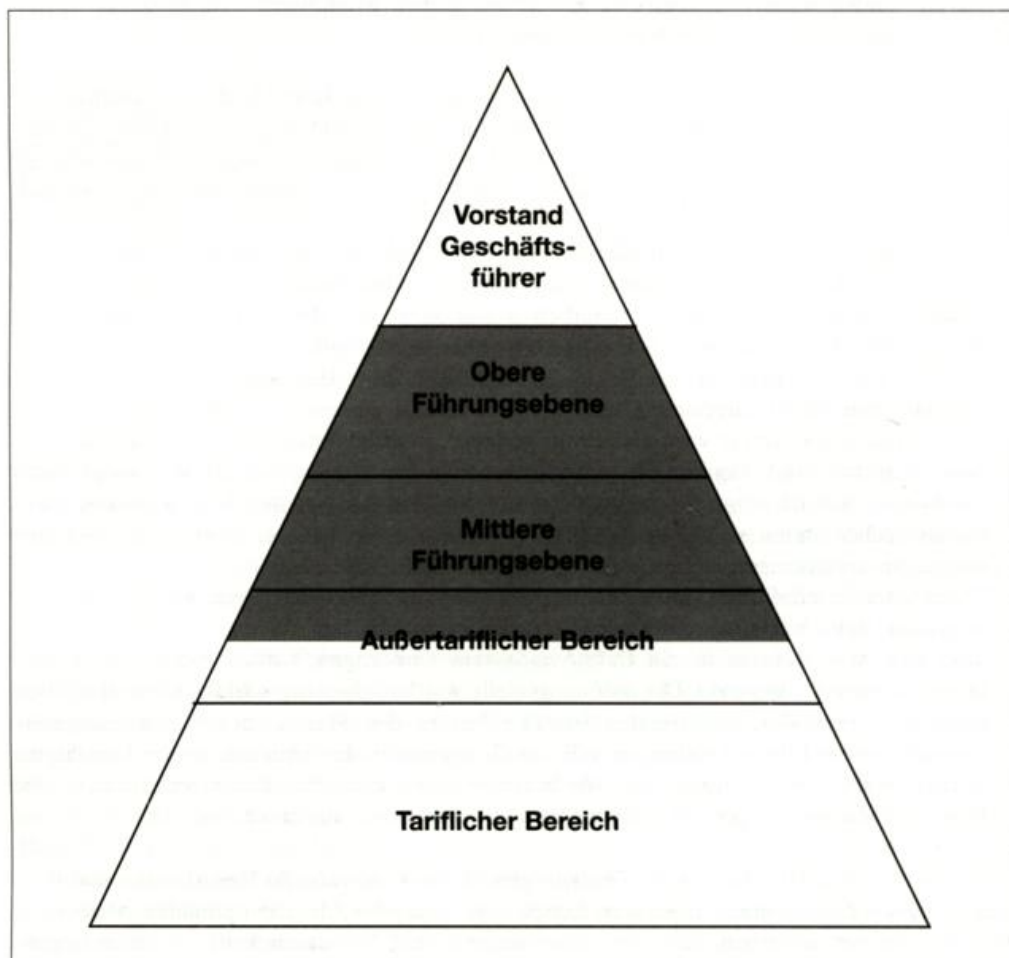 Vorstand
Geschäfts-
führer
Obere
Führungsebene
Mittlere
Führungsebene
Außertariflicher Bereich
Tariflicher Bereich